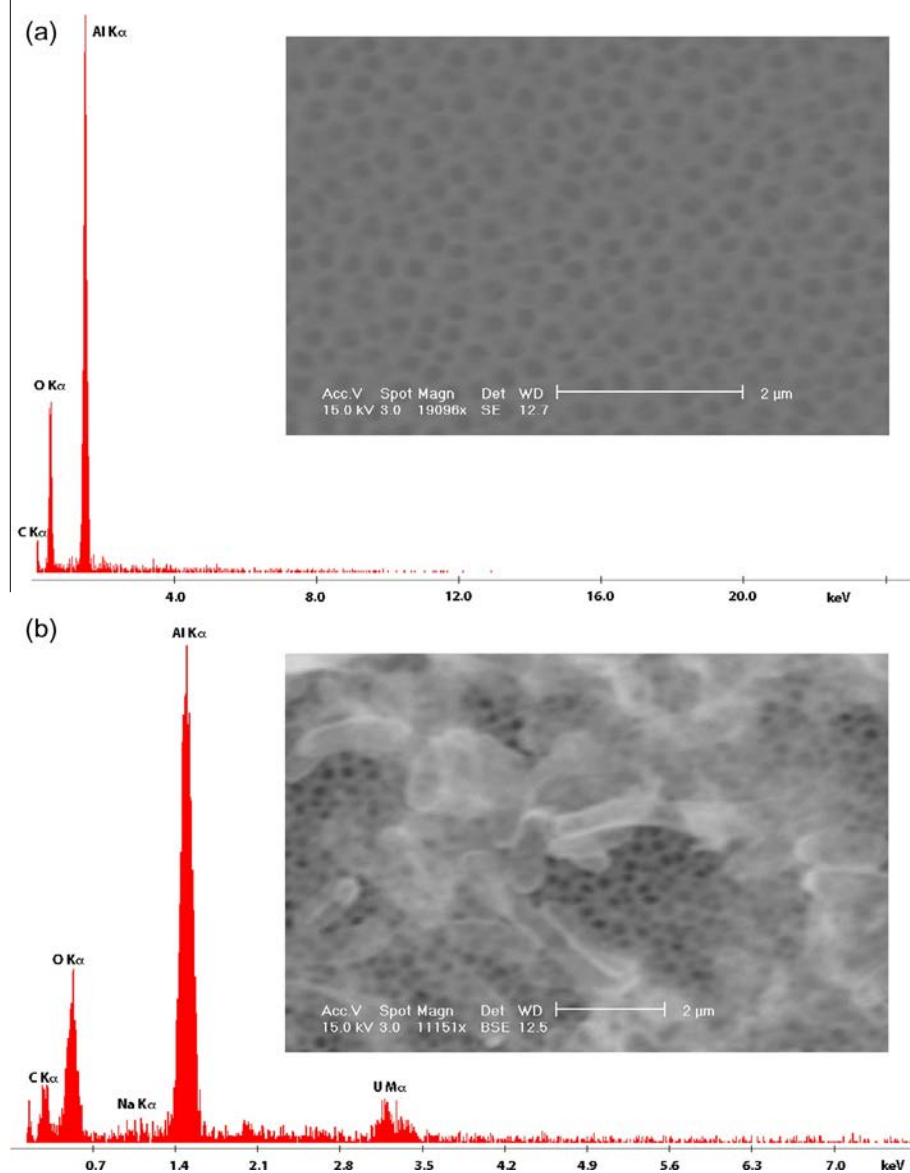 (a)
Al Kα
O Kα
C Kα
Acc.V Spot Magn Det WD
15.0 kV 3.0 19096x SE 12.7
2 µm
4.0 8.0 12.0 16.0 20.0 keV
(b)
Al Kα
O Kα
C Kα
Na Kα
U Mα
Acc.V Spot Magn Det WD
15.0 kV 3.0 11151x BSE 12.5
2 µm
0.7 1.4 2.1 2.8 3.5 4.2 4.9 5.6 6.3 7.0 keV